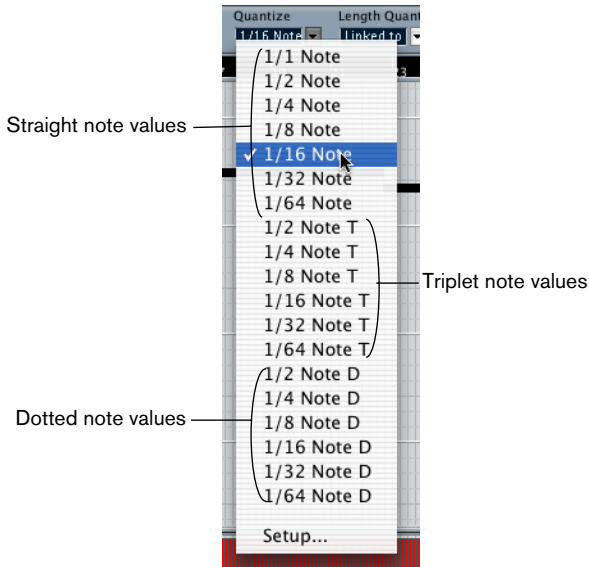 Quantize Length Quant
1/16 Note Linked to
23
1/1 Note
1/2 Note
1/4 Note
1/8 Note
Straight note values
✓ 1/16 Note
1/32 Note
1/64 Note
1/2 Note T
1/4 Note T
1/8 Note T
Triplet note values
1/16 Note T
1/32 Note T
1/64 Note T
1/2 Note D
1/4 Note D
Dotted note values
1/8 Note D
1/16 Note D
1/32 Note D
1/64 Note D
Setup...